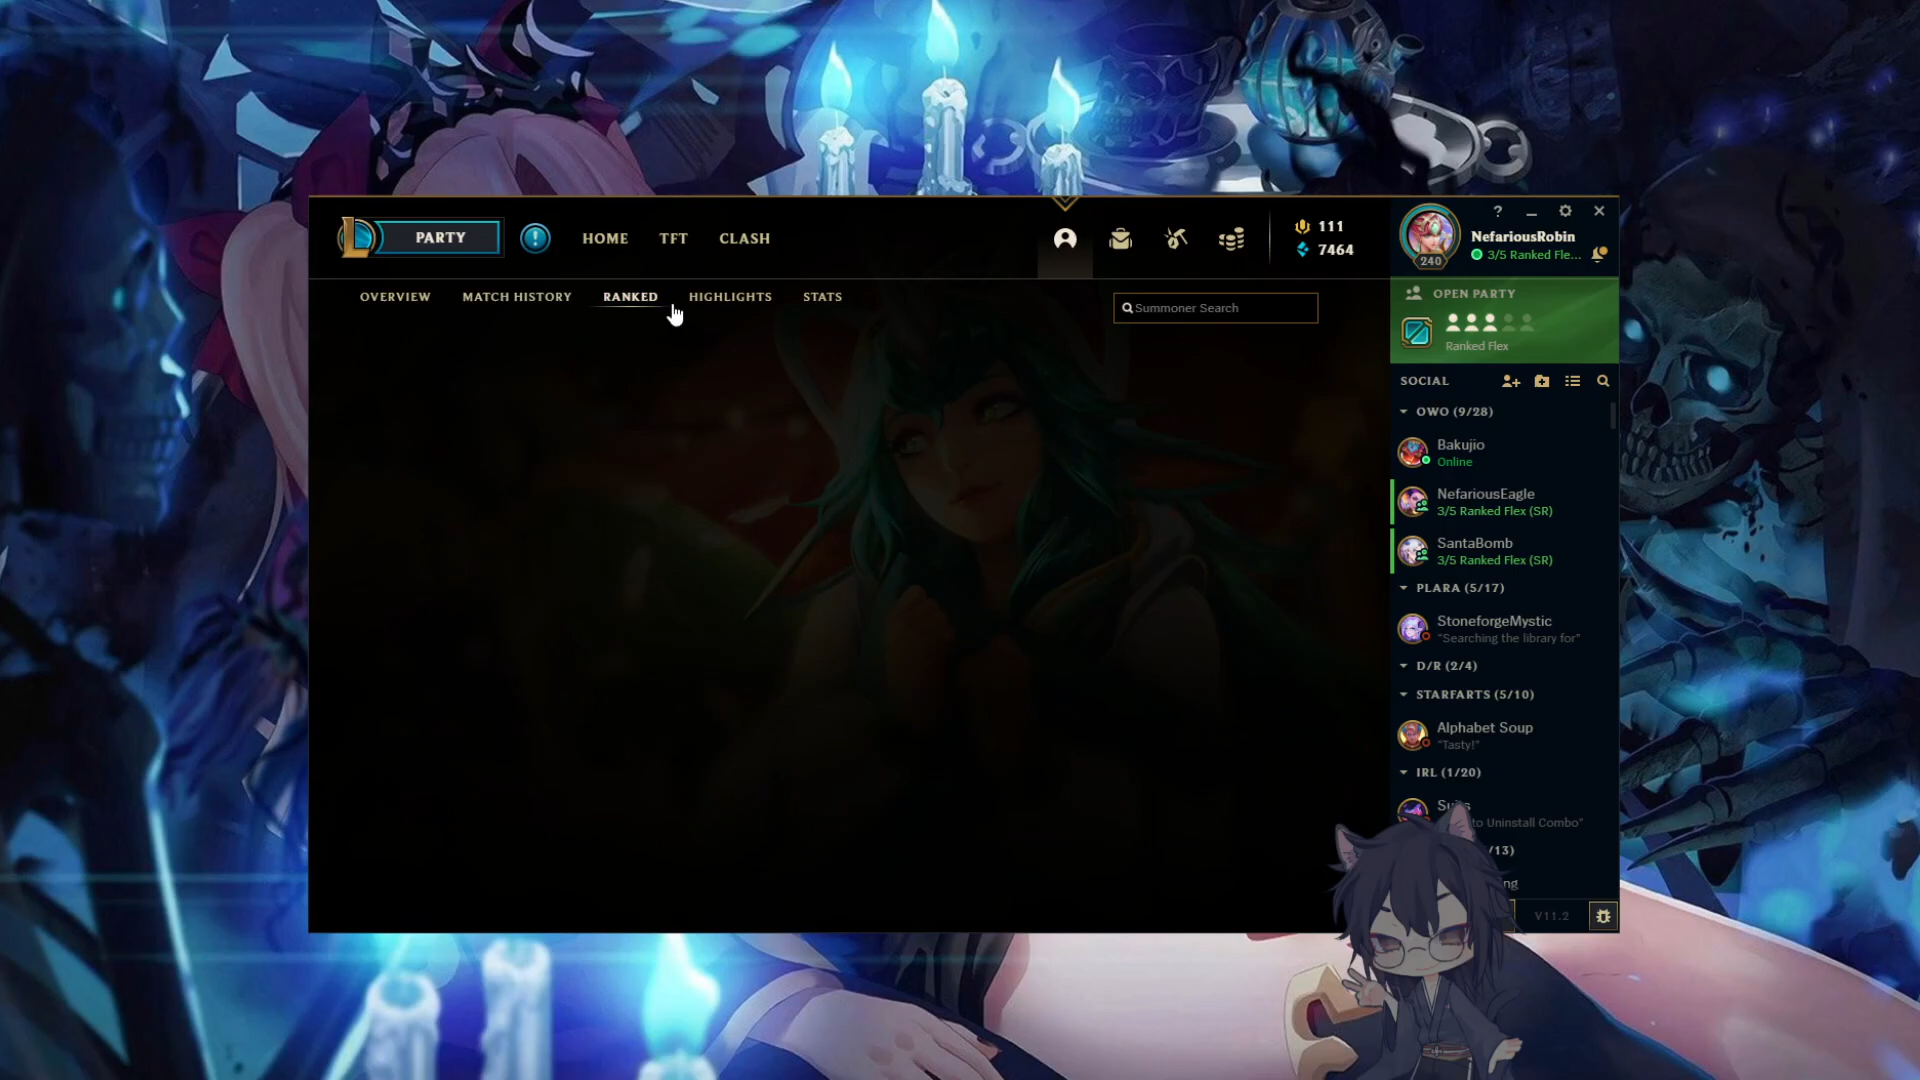 PARTY
HOME
TFT
CLASH
111
7464
240
NefariousRobin
3/5 Ranked Fle...
OVERVIEW
MATCH HISTORY
RANKED
HIGHLIGHTS
STATS
Summoner Search
OPEN PARTY
Ranked Flex
SOCIAL
OWO (9/28)
Bakujio
Online
NefariousEagle
3/5 Ranked Flex (SR)
SantaBomb
3/5 Ranked Flex (SR)
PLARA (5/17)
StoneforgeMystic
"Searching the library for"
D/R (2/4)
STARFARTS (5/10)
Alphabet Soup
"Tasty!"
IRL (1/20)
to Uninstall Combo"
/13)
ng
V11.2